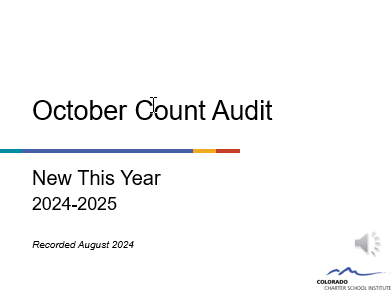 October Count Audit
New This Year
2024-2025
Recorded August 2024
COLORADO
CHARTER SCHOOL INSTITUTE